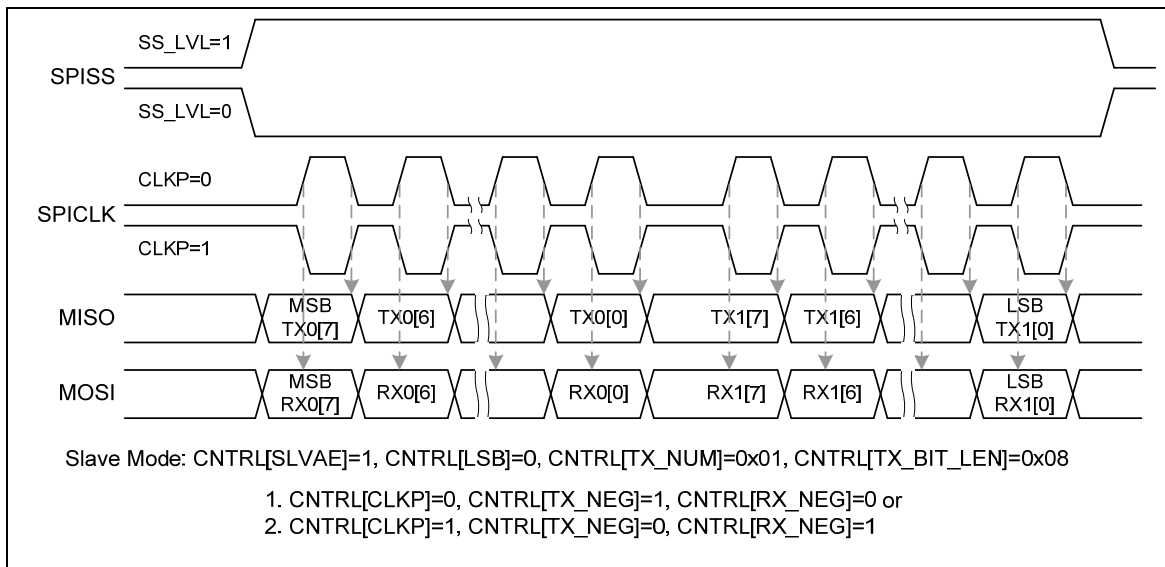 SS_LVL=1
SPISS
SS_LVL=0
CLKP=0
SPICLK
CLKP=1
MISO
MSB
TX0[7]
TX0[6]
TX0[0]
TX1[7]
TX1[6]
LSB
TX1[0]
MOSI
MSB
RX0[7]
RX0[6]
RX0[0]
RX1[7]
RX1[6]
LSB
RX1[0]
Slave Mode: CNTRL[SLVAE]=1, CNTRL[LSB]=0, CNTRL[TX_NUM]=0x01, CNTRL[TX_BIT_LEN]=0x08
1. CNTRL[CLKP]=0, CNTRL[TX_NEG]=1, CNTRL[RX_NEG]=0 or
2. CNTRL[CLKP]=1, CNTRL[TX_NEG]=0, CNTRL[RX_NEG]=1